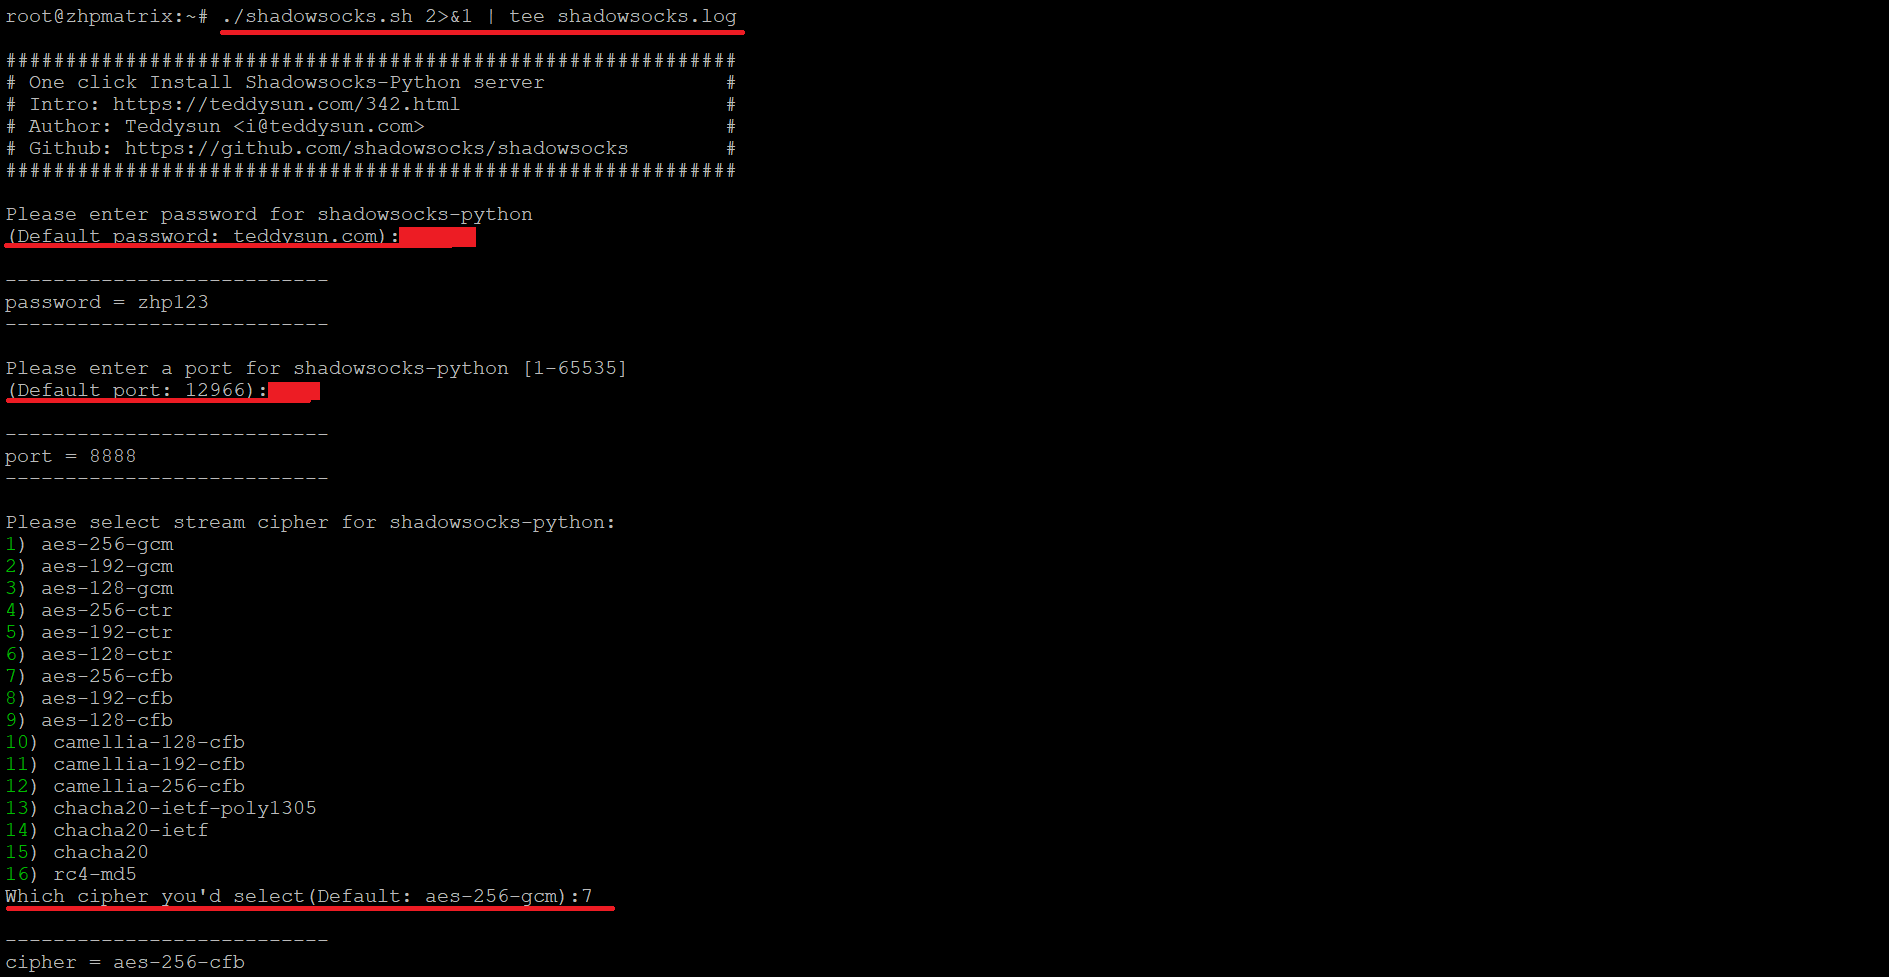 root@zhpmatrix:~# ./shadowsocks.sh 2>&1 | tee shadowsocks.log
#############################################################
# One click Install Shadowsocks-Python server #
# Intro: https://teddysun.com/342.html #
# Author: Teddysun <i@teddysun.com> #
# Github: https://github.com/shadowsocks/shadowsocks #
#############################################################
Please enter password for shadowsocks-python
(Default password: teddysun.com):
---------------------------
password = zhp123
---------------------------
Please enter a port for shadowsocks-python [1-65535]
(Default port: 12966):
---------------------------
port = 8888
---------------------------
Please select stream cipher for shadowsocks-python:
1) aes-256-gcm
2) aes-192-gcm
3) aes-128-gcm
4) aes-256-ctr
5) aes-192-ctr
6) aes-128-ctr
7) aes-256-cfb
8) aes-192-cfb
9) aes-128-cfb
10) camellia-128-cfb
11) camellia-192-cfb
12) camellia-256-cfb
13) chacha20-ietf-poly1305
14) chacha20-ietf
15) chacha20
16) rc4-md5
Which cipher you'd select(Default: aes-256-gcm):7
---------------------------
cipher = aes-256-cfb